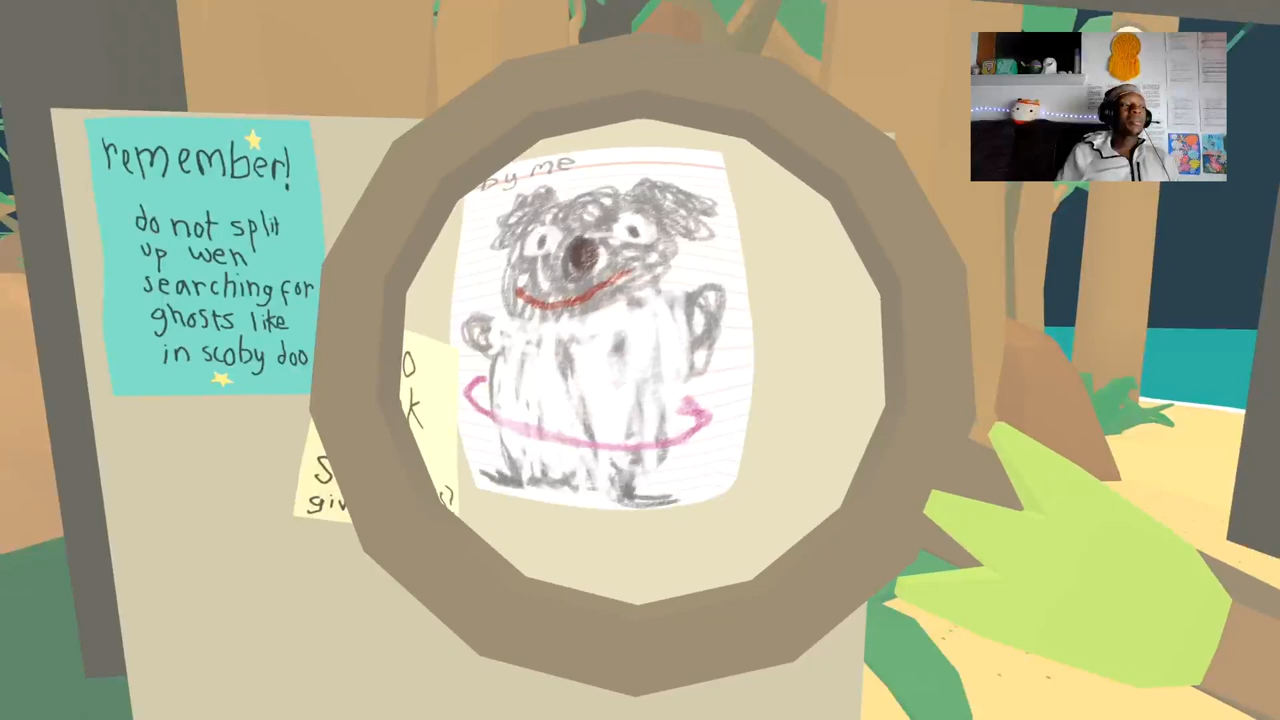 remember!
do not split
up wen
searching for
ghosts like
in scoby doo
by me